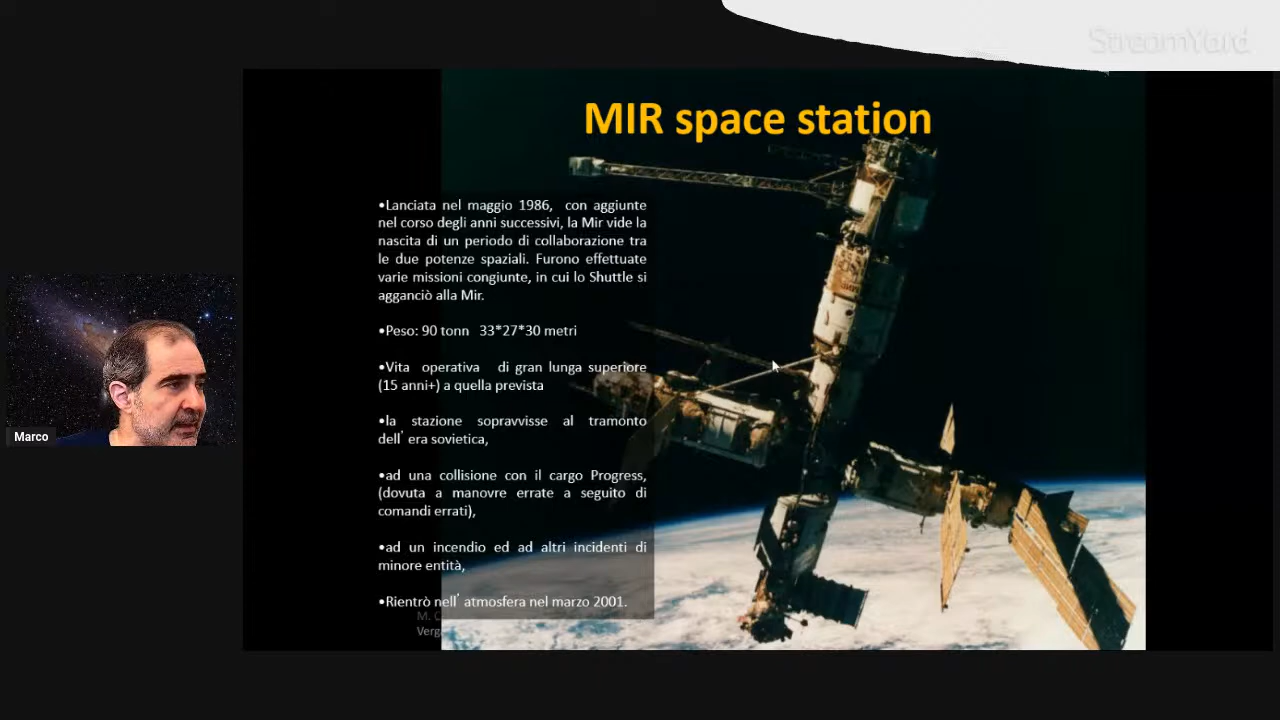 StreamYard
MIR space station
•Lanciata nel maggio 1986, con aggiunte
nel corso degli anni successivi, la Mir vide la
nascita di un periodo di collaborazione tra
le due potenze spaziali. Furono effettuate
varie missioni congiunte, in cui lo Shuttle si
agganciò alla Mir.
•Peso: 90 tonn 33*27*30 metri
•Vita operativa di gran lunga superiore
(15 anni+) a quella prevista
•la stazione sopravvisse al tramonto
dell' era sovietica,
•ad una collisione con il cargo Progress,
(dovuta a manovre errate a seguito di
comandi errati),
•ad un incendio ed ad altri incidenti di
minore entità,
•Rientrò nell' atmosfera nel marzo 2001.
Marco